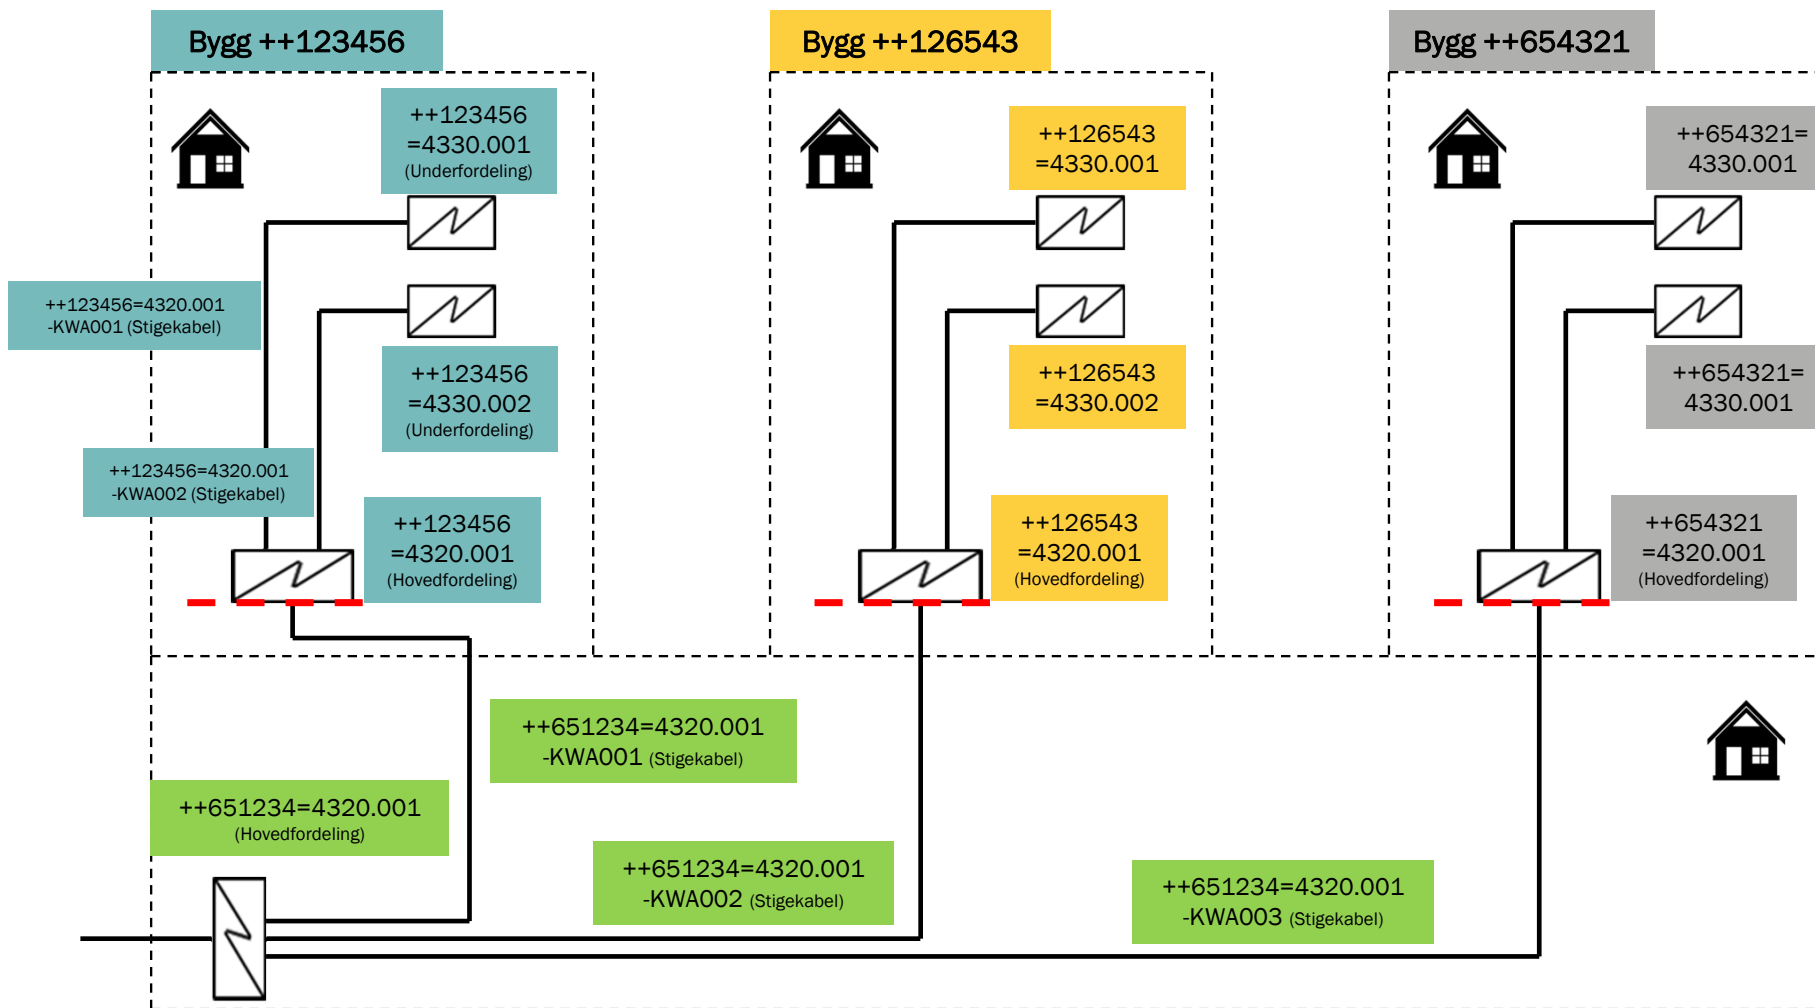 Bygg ++123456
Bygg ++126543
Bygg ++654321
++123456
=4330.001
(Underfordeling)
++126543
=4330.001
++654321=
4330.001
++123456=4320.001
-KWA001 (Stigekabel)
++123456
=4330.002
(Underfordeling)
++126543
=4330.002
++654321=
4330.001
++123456=4320.001
-KWA002 (Stigekabel)
++123456
=4320.001
(Hovedfordeling)
++126543
=4320.001
(Hovedfordeling)
++654321
=4320.001
(Hovedfordeling)
++651234=4320.001
-KWA001 (Stigekabel)
++651234=4320.001
(Hovedfordeling)
++651234=4320.001
-KWA002 (Stigekabel)
++651234=4320.001
-KWA003 (Stigekabel)